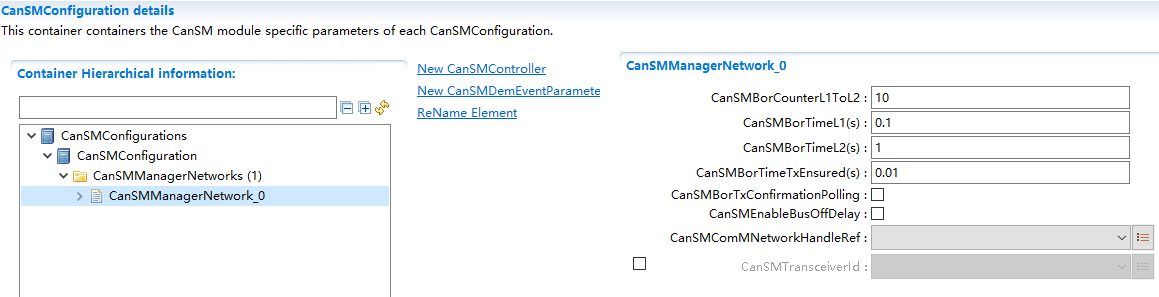 CanSMConfiguration details
This container containers the CanSM module specific parameters of each CanSMConfiguration.
Container Hierarchical information:
CanSMConfigurations
CanSMConfiguration
CanSMManagerNetworks (1)
CanSMManagerNetwork_0
New CanSMController
New CanSMDemEventParamete
ReName Element
CanSMManagerNetwork_0
CanSMBorCounterL1ToL2 : 10
CanSMBorTimeL1(s) : 0.1
CanSMBorTimeL2(s) : 1
CanSMBorTimeTxEnsured(s) : 0.01
CanSMBorTxConfirmationPolling :
CanSMEnableBusOffDelay :
CanSMComMNetworkHandleRef :
CanSMTransceiverId :